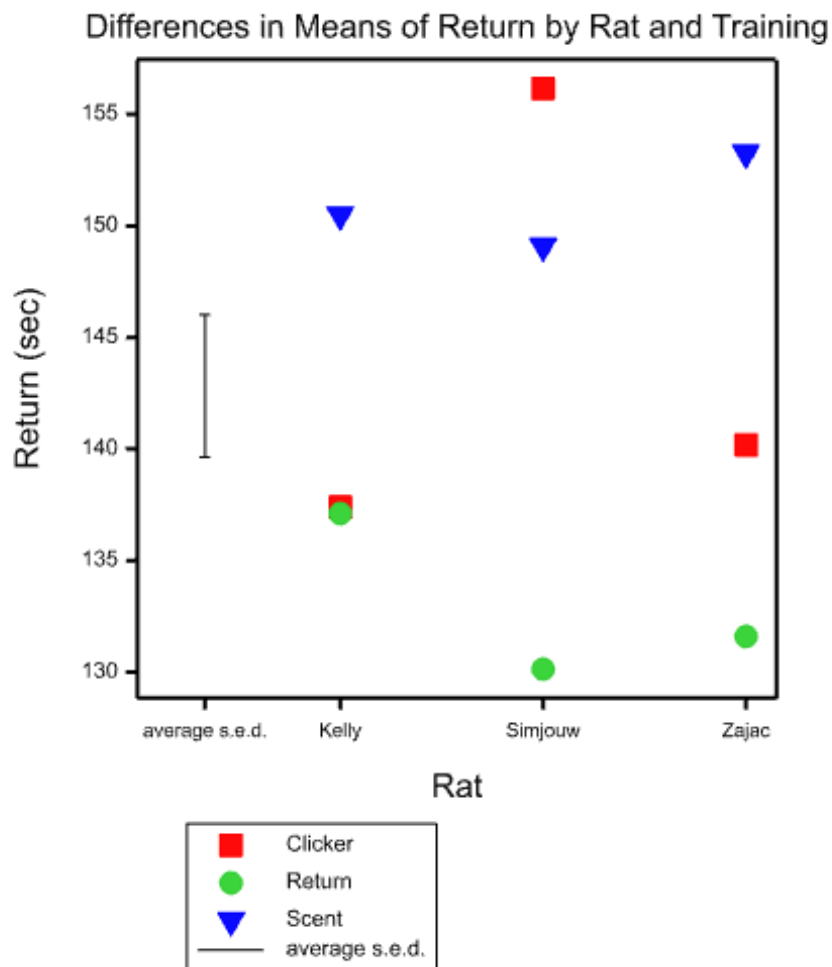 Differences in Means of Return by Rat and Training
Return (sec)
155
150
145
140
135
130
average s.e.d. Kelly Simjouw Zajac
Rat
Clicker
Return
Scent
average s.e.d.